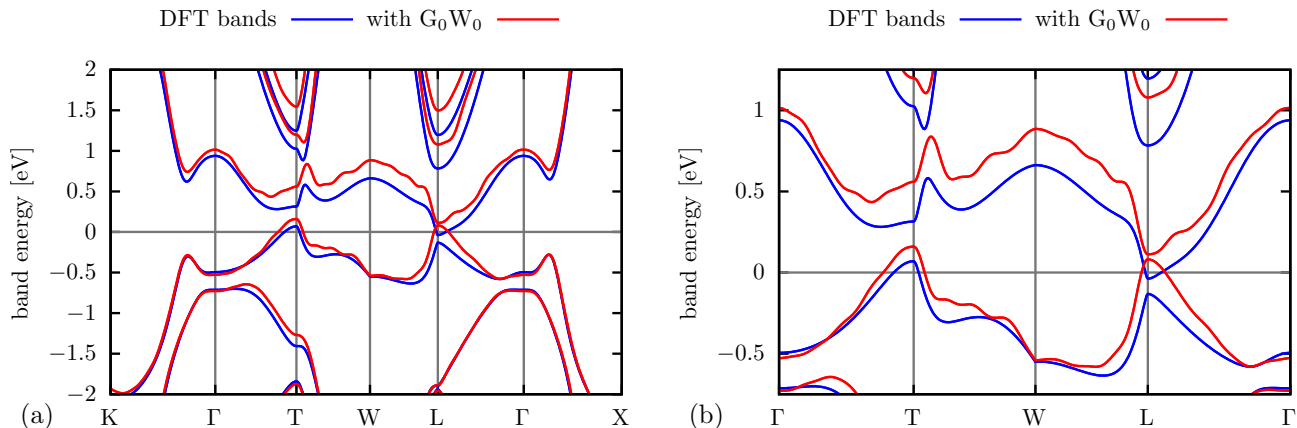 DFT bands with G₀W₀
band energy [eV]
2
1.5
1
0.5
0
−0.5
−1
−1.5
−2
K Γ T W L Γ X
(a)
DFT bands with G₀W₀
band energy [eV]
1
0.5
0
−0.5
Γ T W L Γ
(b)